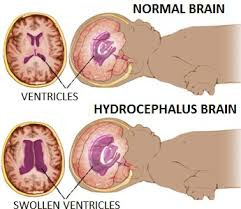 NORMAL BRAIN
VENTRICLES
HYDROCEPHALUS BRAIN
SWOLLEN VENTRICLES